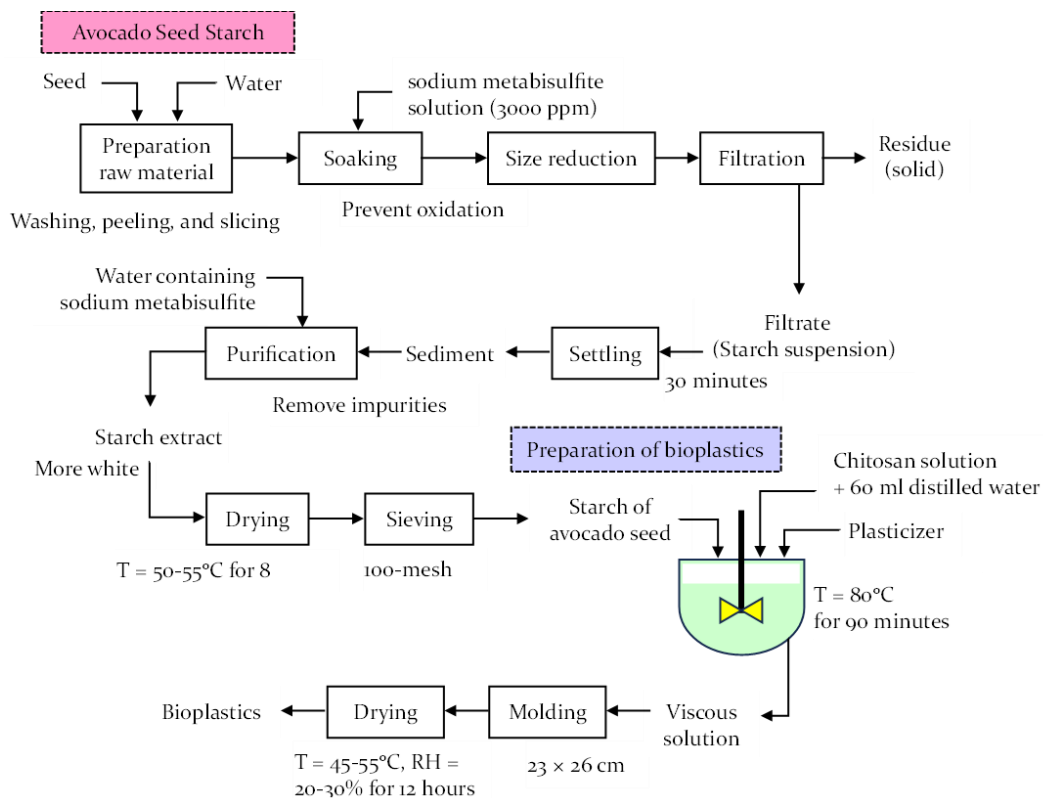 Avocado Seed Starch
Seed
Water
sodium metabisulfite
solution (3000 ppm)
Preparation
raw material
Soaking
Size reduction
Filtration
Residue
(solid)
Washing, peeling, and slicing
Prevent oxidation
Water containing
sodium metabisulfite
Purification
Sediment
Settling
Filtrate
(Starch suspension)
30 minutes
Remove impurities
Starch extract
More white
Preparation of bioplastics
Drying
Sieving
Starch of
avocado seed
Chitosan solution
+ 60 ml distilled water
Plasticizer
T = 50-55°C for 8
100-mesh
T = 80°C
for 90 minutes
Bioplastics
Drying
Molding
Viscous
solution
T = 45-55°C, RH =
20-30% for 12 hours
23 × 26 cm